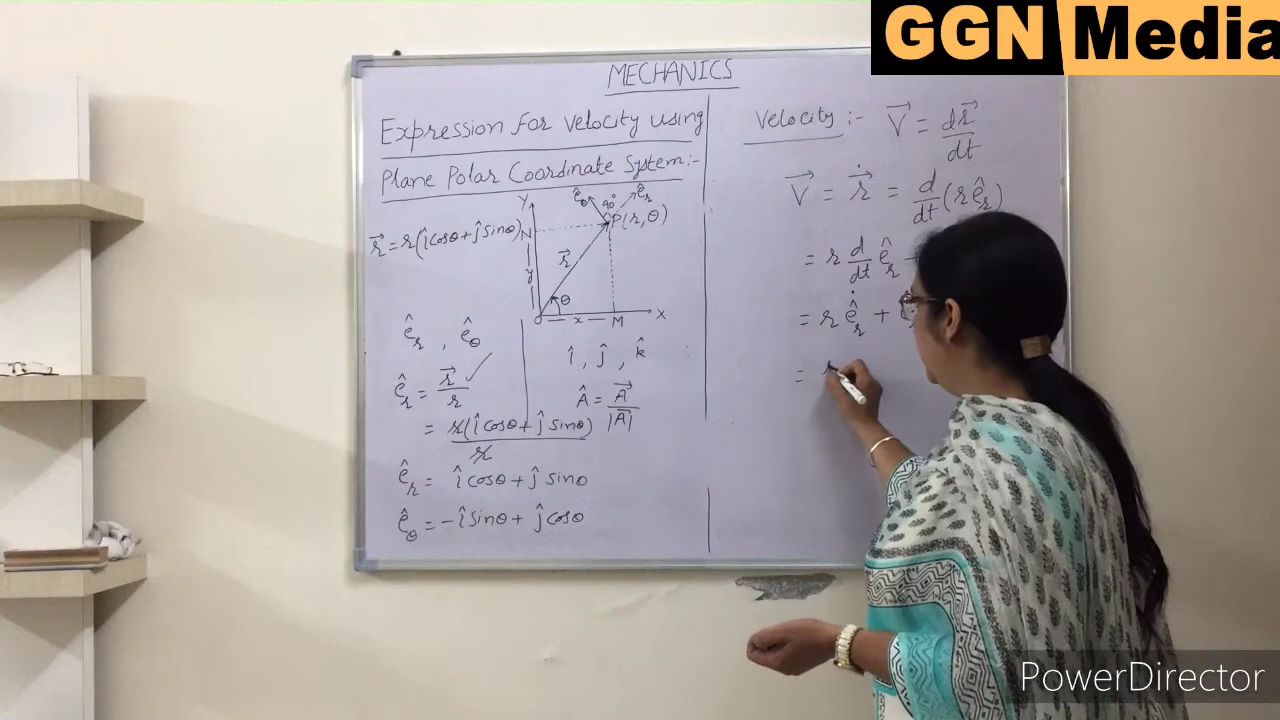 GGN Media
MECHANICS
Expression for velocity using
Plane Polar Coordinate System:-
r⃗ = r(î cosθ + ĵ sinθ)
Y
ê_θ 90° ê_r
P(r,θ)
N
y
r⃗
θ
O x M X
ê_r , ê_θ
ê_r = r⃗/r ✓
= r(î cosθ + ĵ sinθ)/r
ê_r = î cosθ + ĵ sinθ
ê_θ = -î sinθ + ĵ cosθ
î , ĵ , k̂
Â = A⃗/|A⃗|
Velocity :- V⃗ = dr⃗/dt
V⃗ = ṙ⃗ = d/dt (r ê_r)
= r d/dt ê_r
= r ė̂_r +
=
PowerDirector